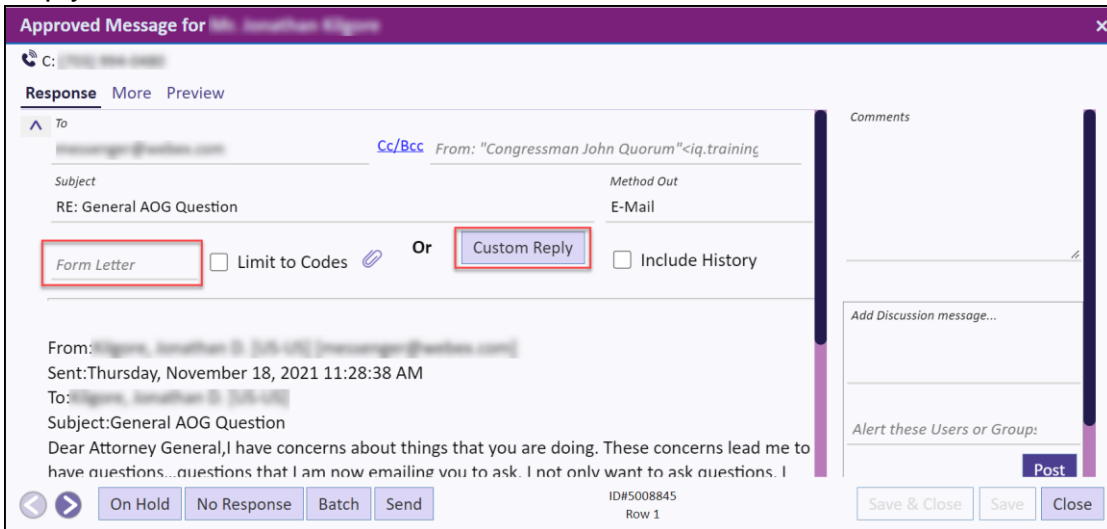 Approved Message for
C:
Response More Preview
To
Cc/Bcc From: "Congressman John Quorum"<iq.training
Comments
Subject
Method Out
RE: General AOG Question
E-Mail
Form Letter
Limit to Codes
Or
Custom Reply
Include History
Add Discussion message...
From:
Sent:Thursday, November 18, 2021 11:28:38 AM
To:
Subject:General AOG Question
Dear Attorney General,I have concerns about things that you are doing. These concerns lead me to
have questions...questions that I am now emailing you to ask. I not only want to ask questions, I
Alert these Users or Groups
Post
On Hold No Response Batch Send
ID#5008845
Row 1
Save & Close Save Close